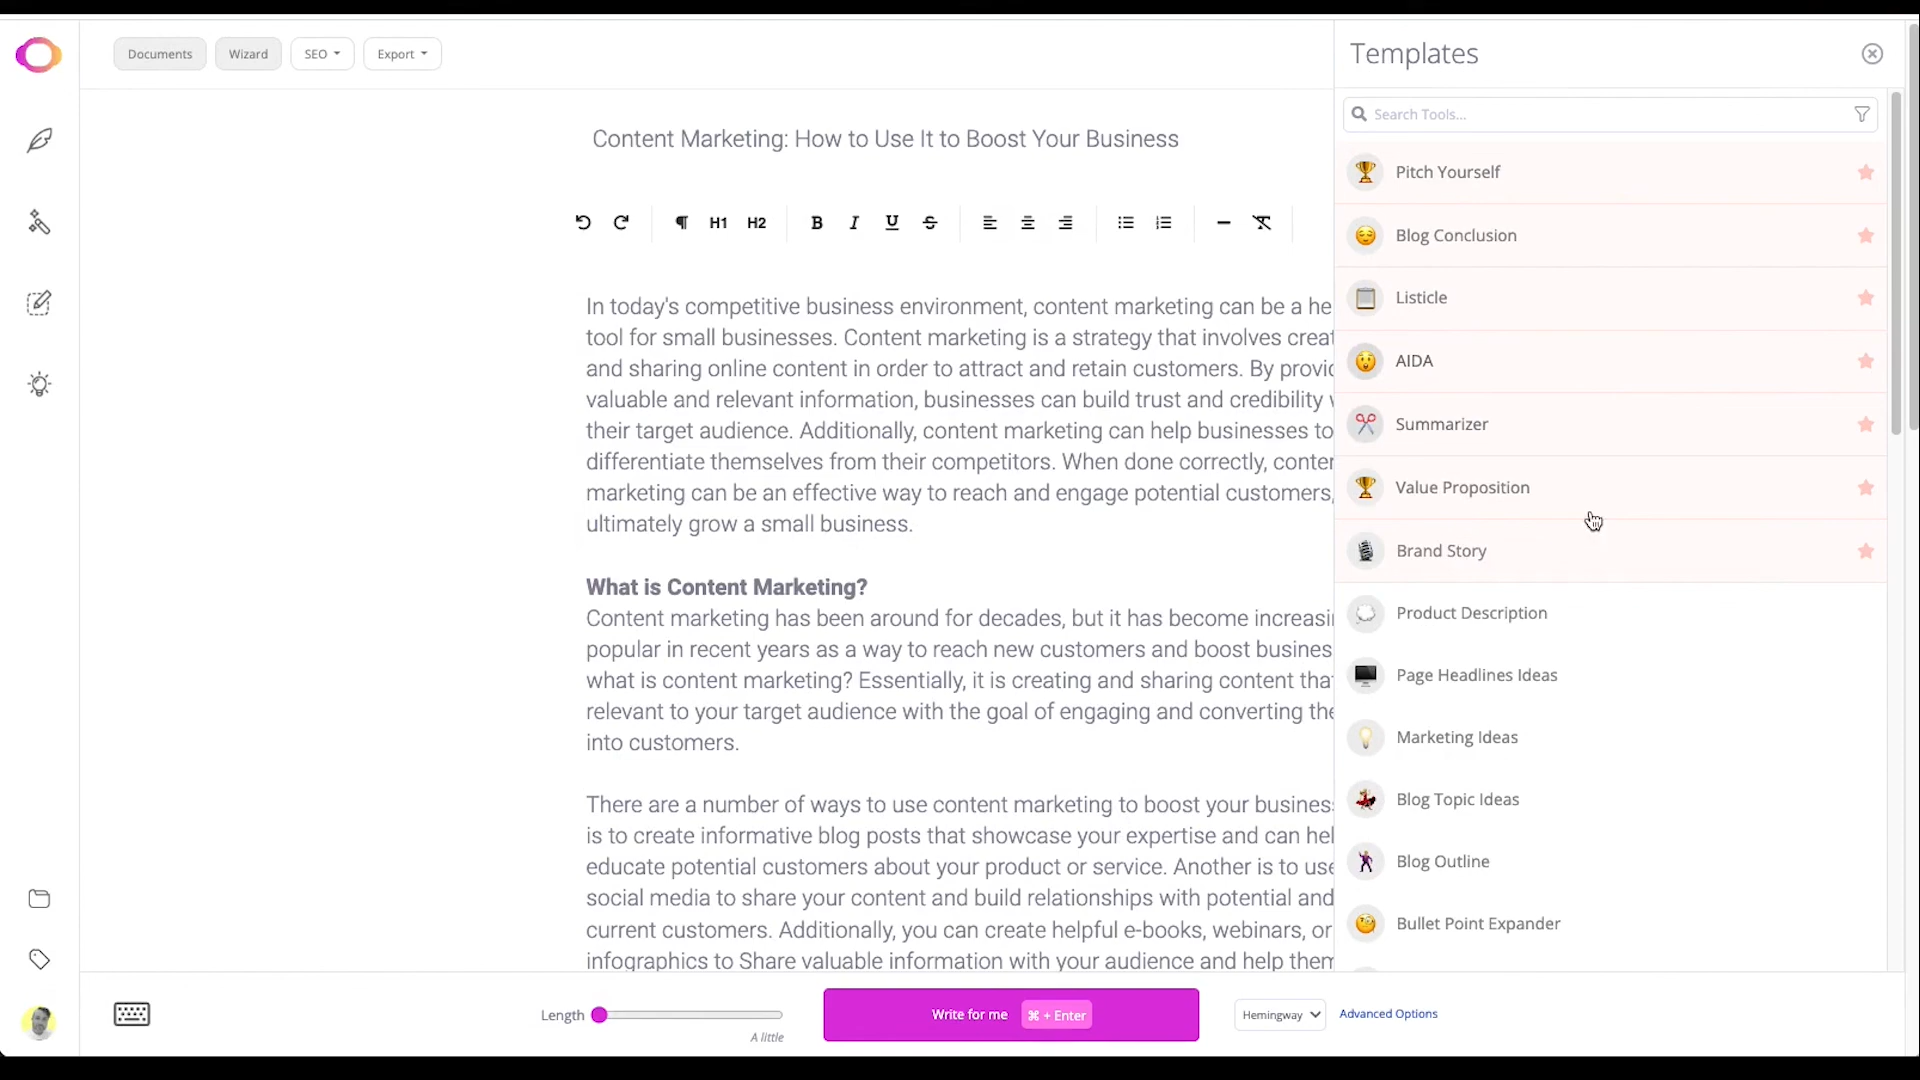 Documents
Wizard
SEO
Export
Content Marketing: How to Use It to Boost Your Business
H1
H2
B
I
U
S
In today's competitive business environment, content marketing can be a he
tool for small businesses. Content marketing is a strategy that involves creat
and sharing online content in order to attract and retain customers. By provid
valuable and relevant information, businesses can build trust and credibility
their target audience. Additionally, content marketing can help businesses to
differentiate themselves from their competitors. When done correctly, conter
marketing can be an effective way to reach and engage potential customers,
ultimately grow a small business.
What is Content Marketing?
Content marketing has been around for decades, but it has become increasi
popular in recent years as a way to reach new customers and boost busines
what is content marketing? Essentially, it is creating and sharing content tha
relevant to your target audience with the goal of engaging and converting the
into customers.
There are a number of ways to use content marketing to boost your business
is to create informative blog posts that showcase your expertise and can hel
educate potential customers about your product or service. Another is to use
social media to share your content and build relationships with potential and
current customers. Additionally, you can create helpful e-books, webinars, or
infographics to Share valuable information with your audience and help them
Length
A little
Write for me
⌘ + Enter
Hemingway
Advanced Options
Templates
Search Tools...
Pitch Yourself
Blog Conclusion
Listicle
AIDA
Summarizer
Value Proposition
Brand Story
Product Description
Page Headlines Ideas
Marketing Ideas
Blog Topic Ideas
Blog Outline
Bullet Point Expander